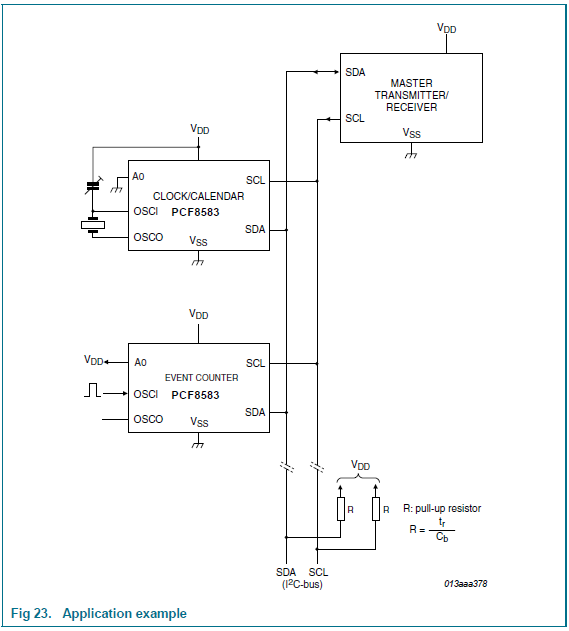 VDD
SDA
MASTER
TRANSMITTER/
RECEIVER
SCL
VSS
VDD
A0
SCL
CLOCK/CALENDAR
OSCI PCF8583
SDA
OSCO
VSS
VDD
VDD
A0
SCL
EVENT COUNTER
OSCI PCF8583
SDA
OSCO
VSS
VDD
R
R
R: pull-up resistor
R = tr
Cb
SDA SCL
(I²C-bus)
013aaa378
Fig 23. Application example